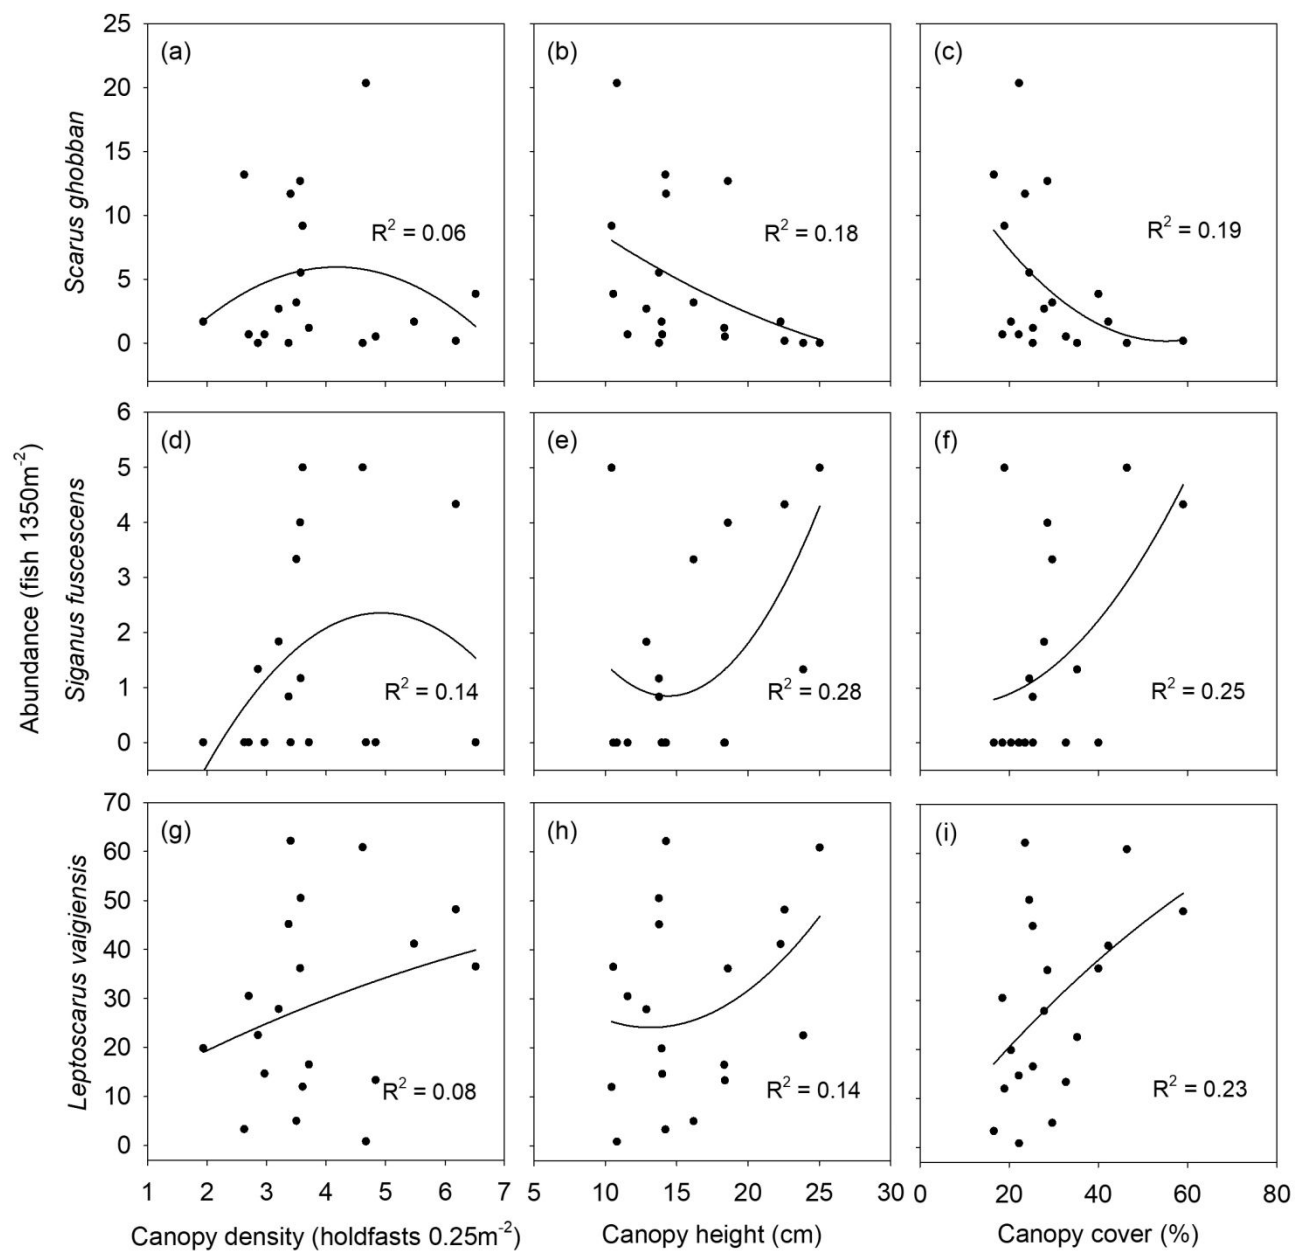 Abundance (fish 1350m⁻²)
Scarus ghobban
25
20
15
10
5
0
(a)
R² = 0.06
(b)
R² = 0.18
(c)
R² = 0.19
Siganus fuscescens
6
5
4
3
2
1
0
(d)
R² = 0.14
(e)
R² = 0.28
(f)
R² = 0.25
Leptoscarus vaigiensis
70
60
50
40
30
20
10
0
(g)
R² = 0.08
(h)
R² = 0.14
(i)
R² = 0.23
1 2 3 4 5 6 7
5 10 15 20 25 30
0 20 40 60 80
Canopy density (holdfasts 0.25m⁻²)
Canopy height (cm)
Canopy cover (%)